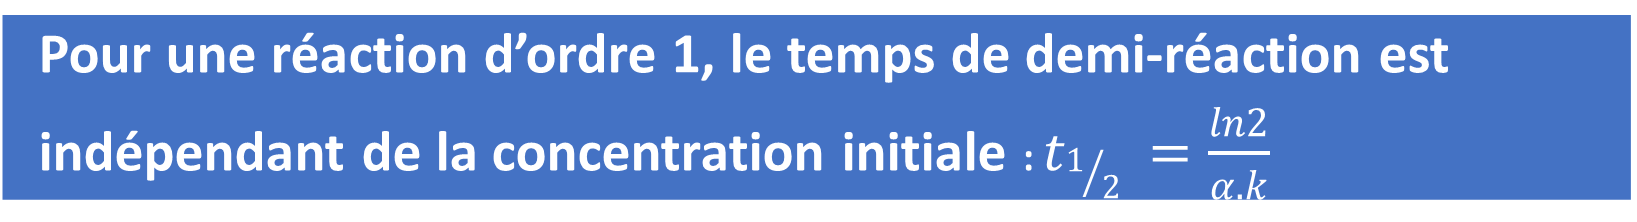 Pour une réaction d’ordre 1, le temps de demi-réaction est
indépendant de la concentration initiale : t1/2 = ln2/α.k